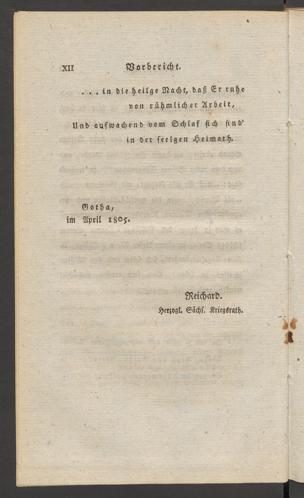 XII Vorbericht.
. . . in die heilge Nacht, daß Er ruhe
von rühmlicher Arbeit,
Und aufwachend vom Schlaf sich find'
in der seelgen Heimath.
Gotha,
im April 1805.
Reichard.
Herzogl. Sächs. Kriegsrath.